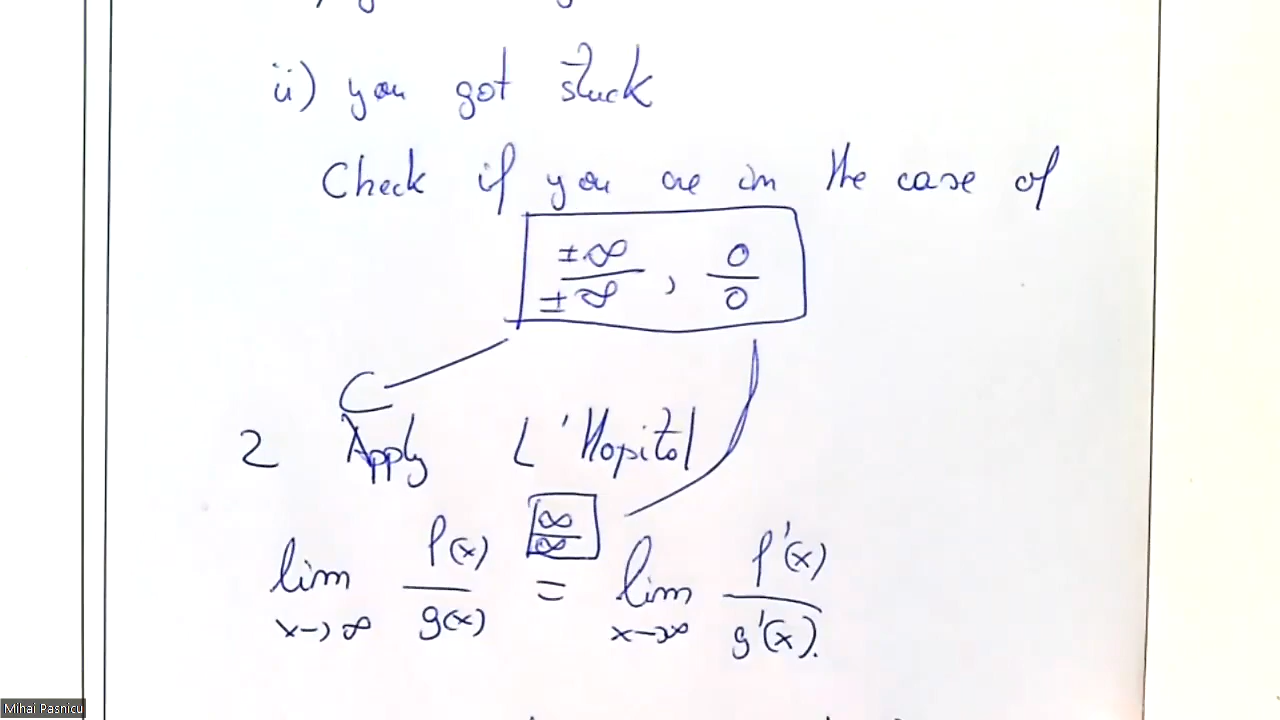 ii) you got stuck
Check if you are in the case of
±∞/±∞ , 0/0
2 Apply L'Hopital
lim x→∞ f(x)/g(x) = ∞/∞ lim x→∞ f'(x)/g'(x).
Mihai Pasnicu